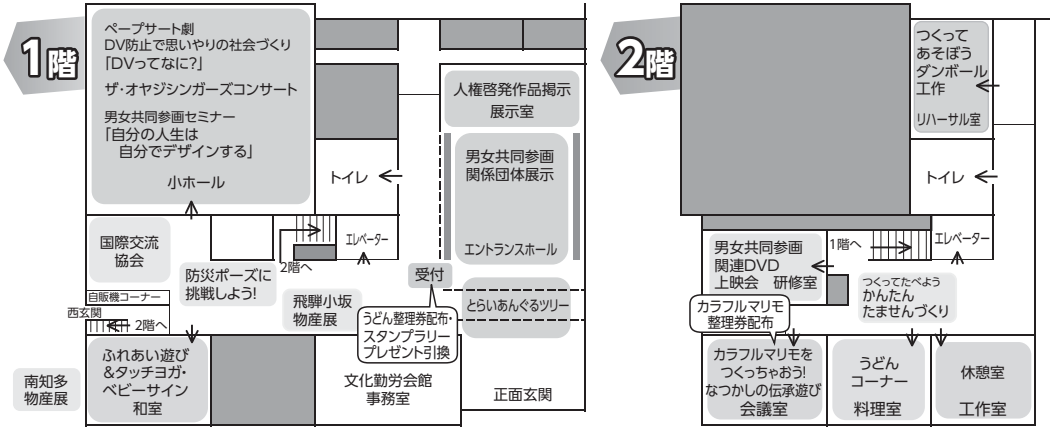 1階
ペープサート劇
DV防止で思いやりの社会づくり
「DVってなに?」
ザ・オヤジシンガーズコンサート
男女共同参画セミナー
「自分の人生は
自分でデザインする」
小ホール
人権啓発作品掲示
展示室
男女共同参画
関係団体展示
エントランスホール
トイレ
エレベーター
2階へ
国際交流
協会
防災ポーズに
挑戦しよう!
飛騨小坂
物産展
受付
うどん整理券配布・
スタンプラリー
プレゼント引換
とらいあんぐるツリー
自販機コーナー
西玄関
2階へ
ふれあい遊び
&タッチヨガ・
ベビーサイン
和室
南知多
物産展
文化勤労会館
事務室
正面玄関
2階
つくって
あそぼう
ダンボール
工作
リハーサル室
トイレ
エレベーター
1階へ
男女共同参画
関連DVD
上映会 研修室
つくってたべよう
かんたん
たませんづくり
カラフルマリモ
整理券配布
カラフルマリモを
つくっちゃおう!
なつかしの伝承遊び
会議室
うどん
コーナー
料理室
休憩室
工作室